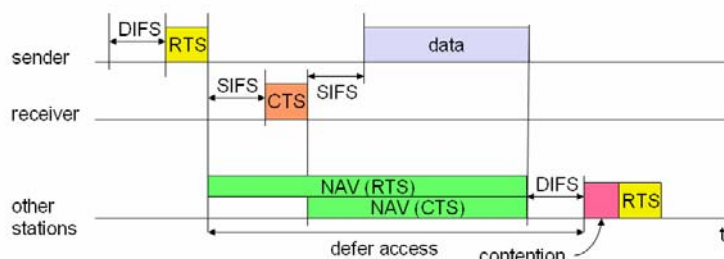 DIFS
RTS
data
sender
SIFS
CTS
SIFS
receiver
NAV (RTS)
DIFS
NAV (CTS)
RTS
other
stations
t
defer access
contention